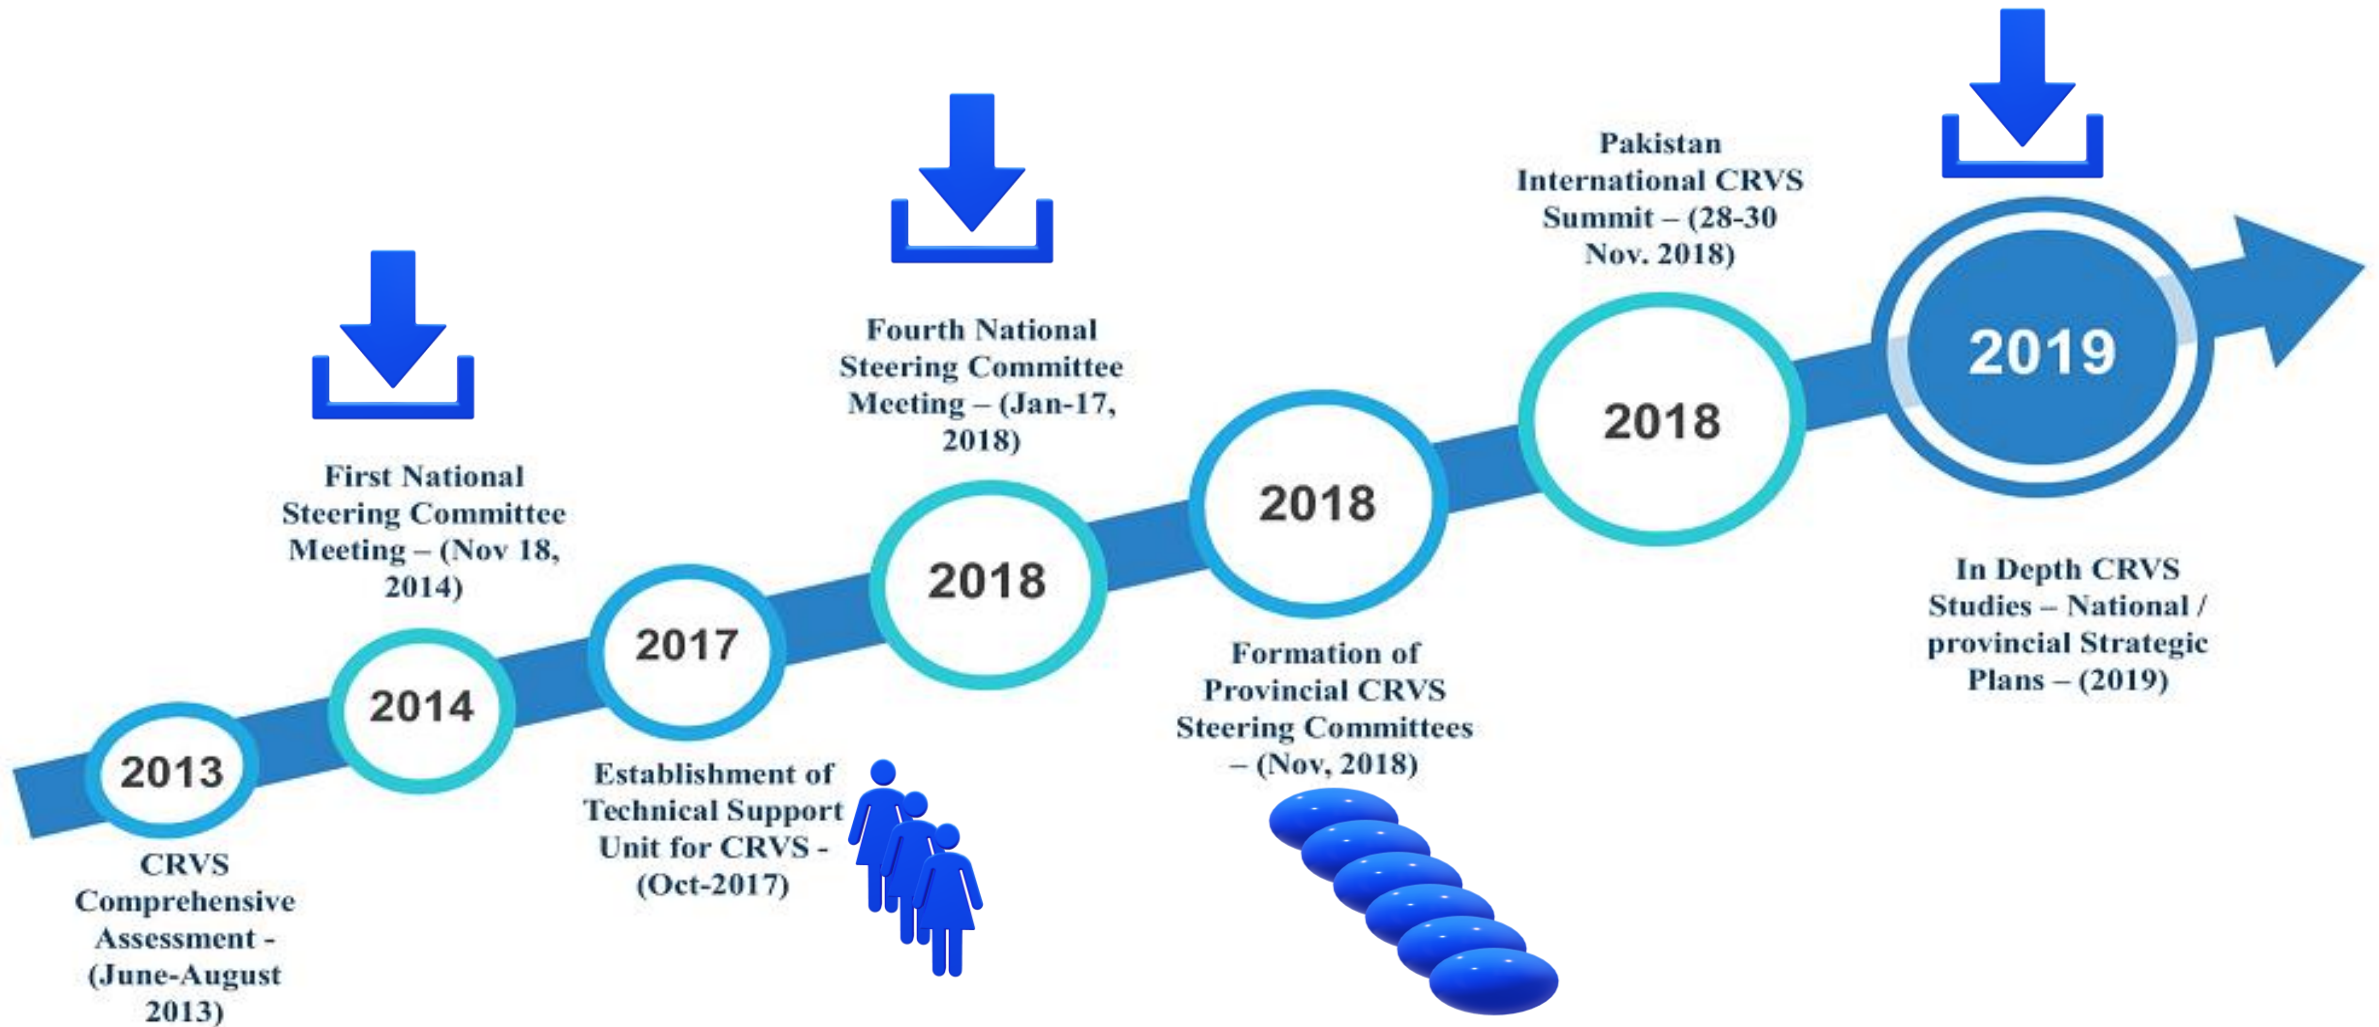 2013
CRVS
Comprehensive
Assessment -
(June-August
2013)
First National
Steering Committee
Meeting – (Nov 18,
2014)
2014
2017
Establishment of
Technical Support
Unit for CRVS -
(Oct-2017)
Fourth National
Steering Committee
Meeting – (Jan-17,
2018)
2018
2018
Formation of
Provincial CRVS
Steering Committees
– (Nov, 2018)
Pakistan
International CRVS
Summit – (28-30
Nov. 2018)
2018
2019
In Depth CRVS
Studies – National /
provincial Strategic
Plans – (2019)